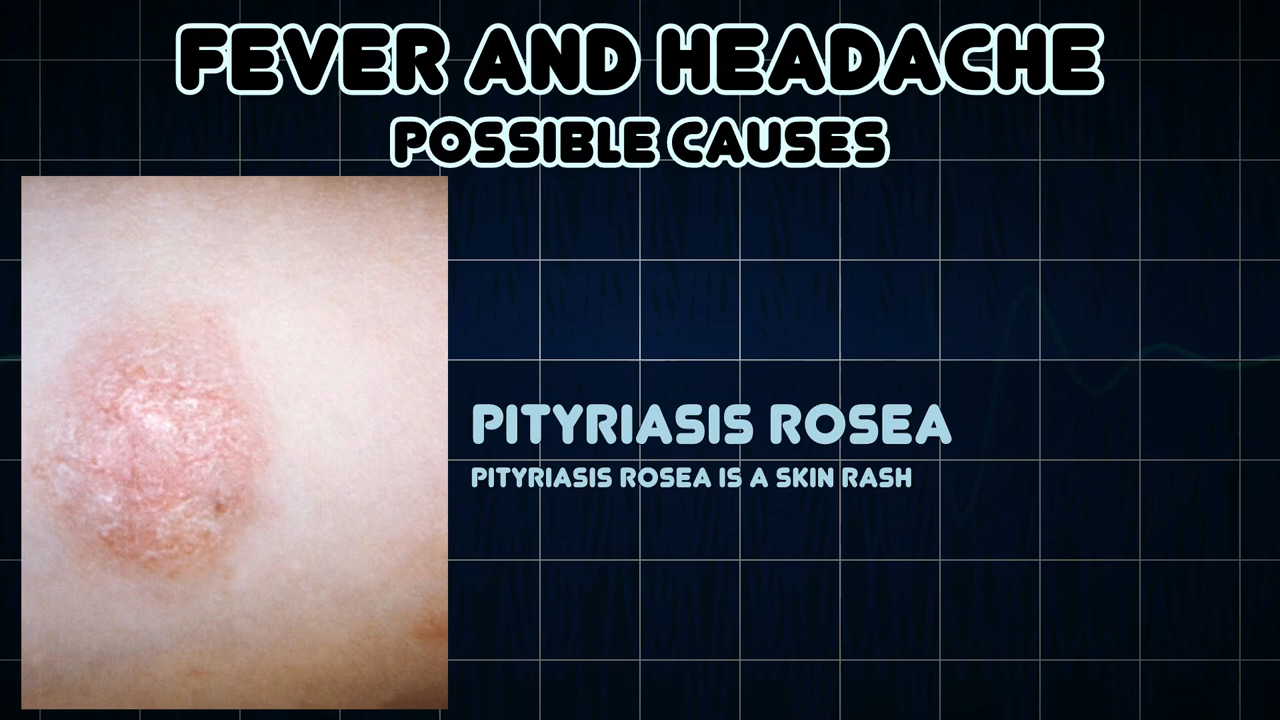 FEVER AND HEADACHE
POSSIBLE CAUSES
PITYRIASIS ROSEA
PITYRIASIS ROSEA IS A SKIN RASH